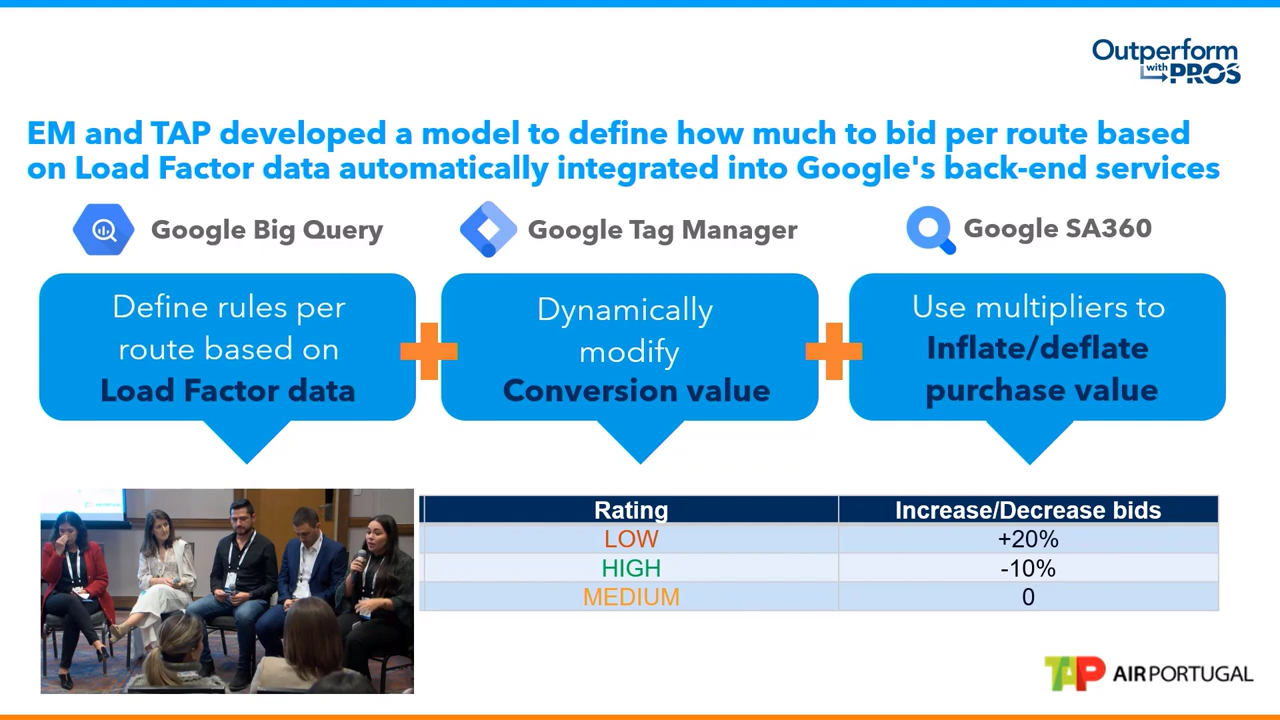 Outperform
with PROS
EM and TAP developed a model to define how much to bid per route based
on Load Factor data automatically integrated into Google's back-end services
Google Big Query
Google Tag Manager
Google SA360
Define rules per
route based on
Load Factor data
Dynamically
modify
Conversion value
Use multipliers to
Inflate/deflate
purchase value
Rating Increase/Decrease bids
LOW +20%
HIGH -10%
MEDIUM 0
TAP AIRPORTUGAL